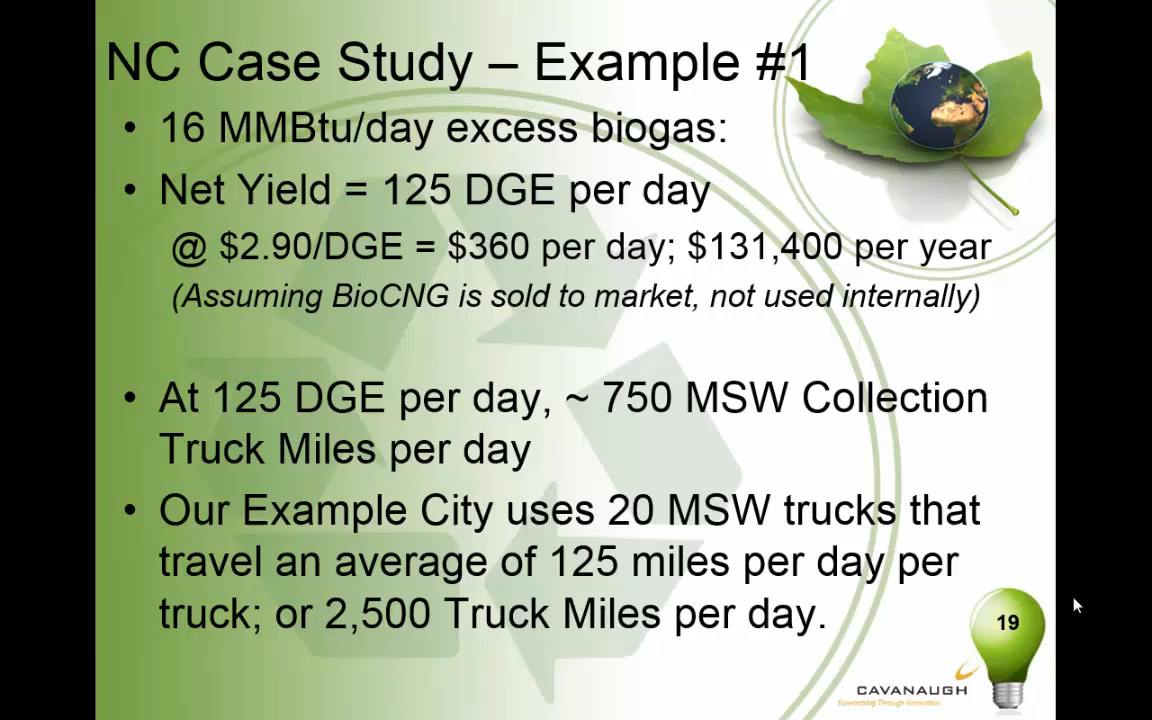 NC Case Study – Example #1
• 16 MMBtu/day excess biogas:
• Net Yield = 125 DGE per day
@ $2.90/DGE = $360 per day; $131,400 per year
(Assuming BioCNG is sold to market, not used internally)
• At 125 DGE per day, ~ 750 MSW Collection
Truck Miles per day
• Our Example City uses 20 MSW trucks that
travel an average of 125 miles per day per
truck; or 2,500 Truck Miles per day.
19
CAVANAUGH
Stewardship Through Innovation